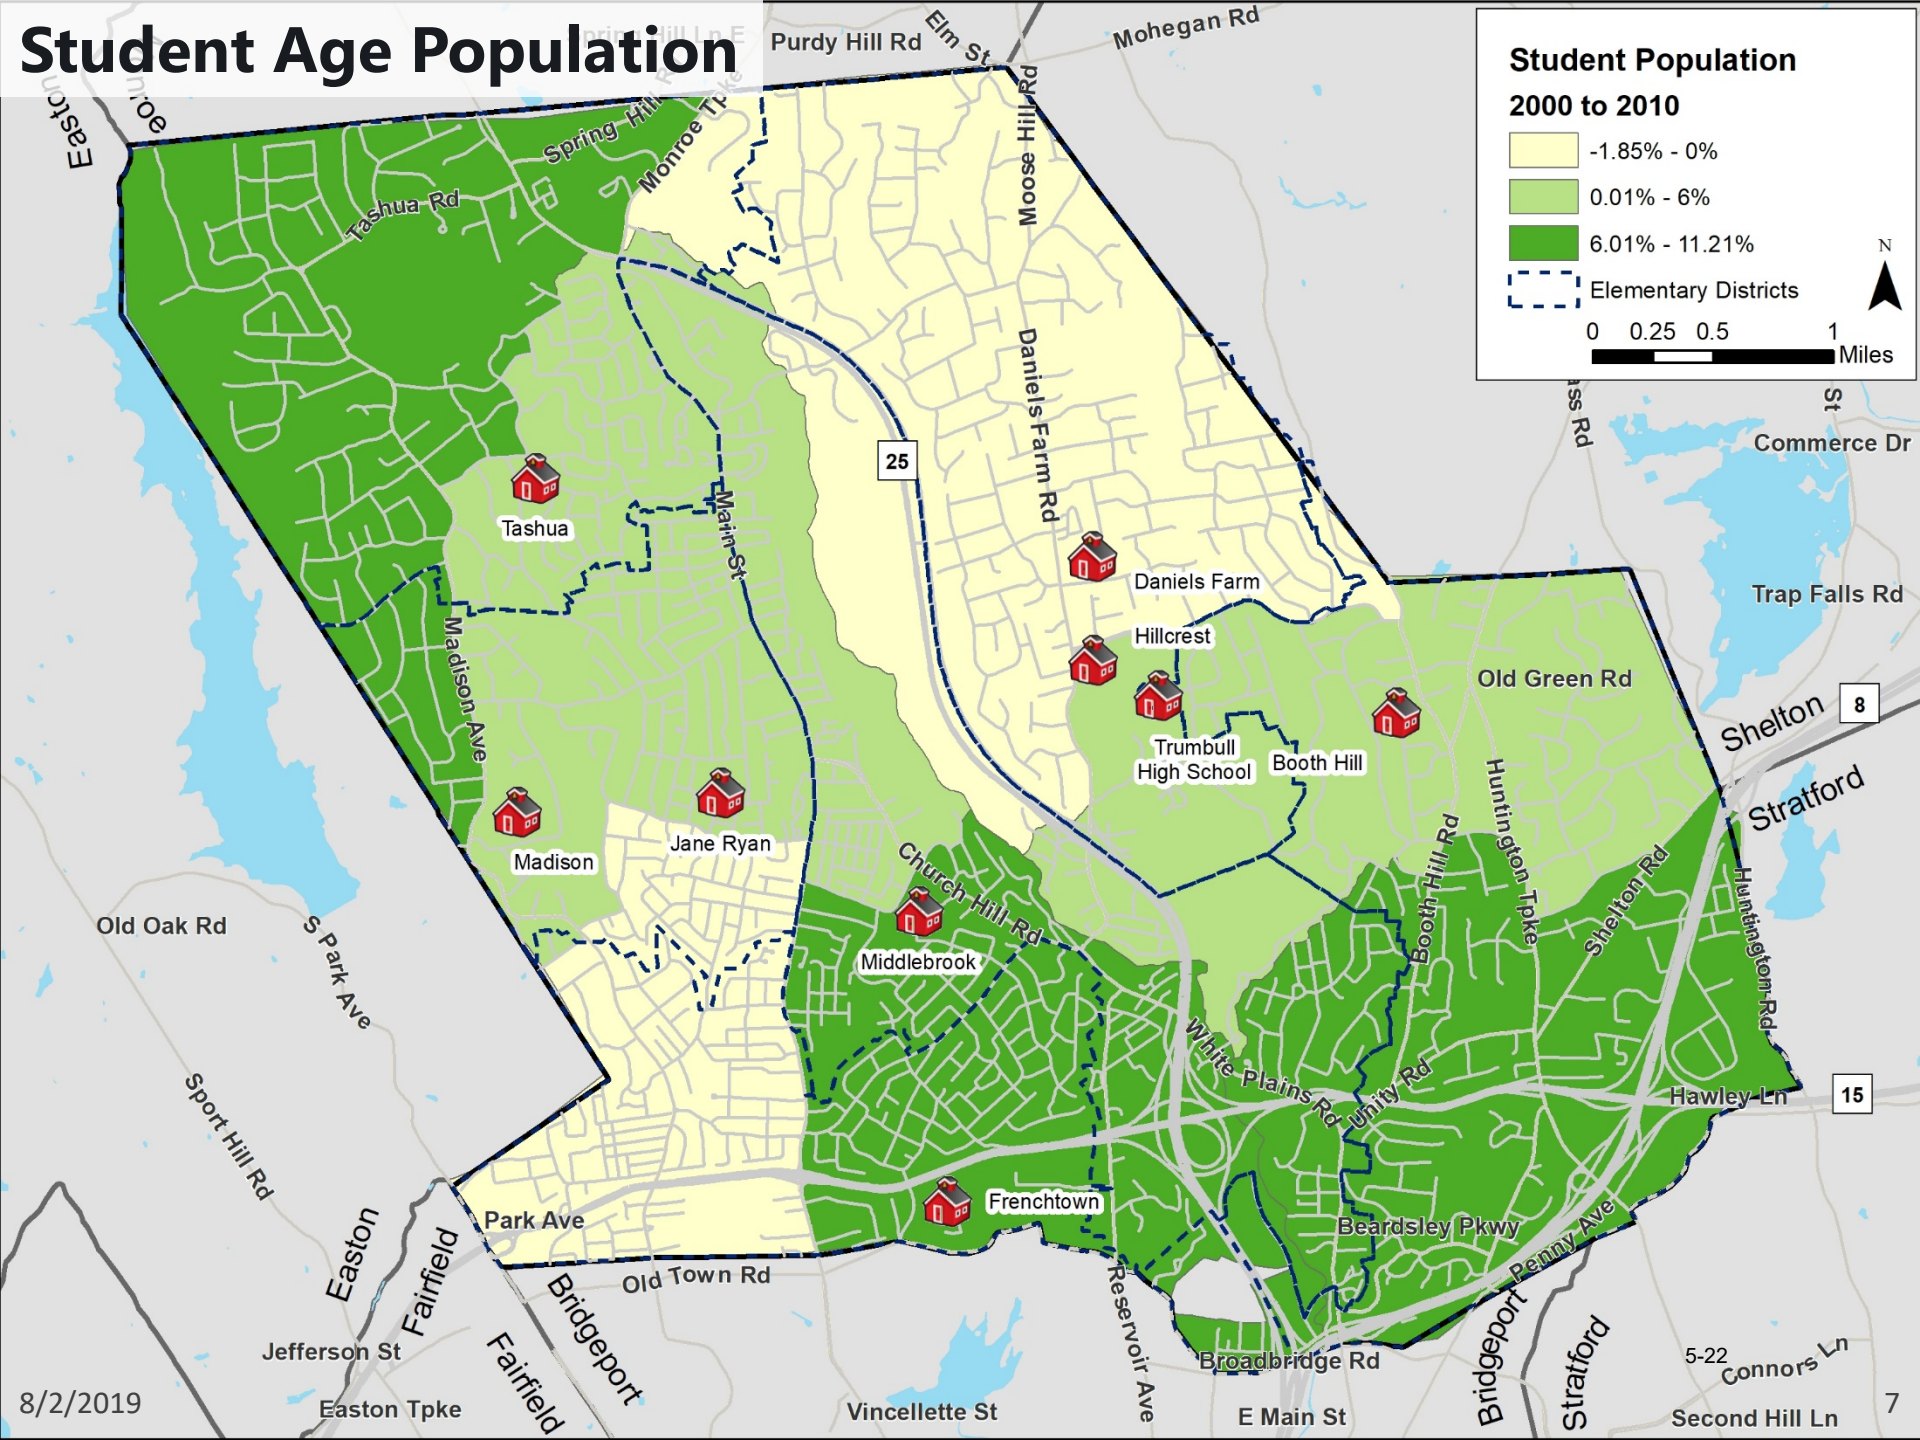 Student Age Population
Spring Hill Ln E
Purdy Hill Rd
Elm St
Mohegan Rd
Easton
Monroe
Spring Hill Rd
Monroe Tpke
Moose Hill Rd
Tashua Rd
Student Population
2000 to 2010
-1.85% - 0%
0.01% - 6%
6.01% - 11.21%
Elementary Districts
N
0 0.25 0.5 1
Miles
St
Commerce Dr
Daniels Farm Rd
25
Tashua
Main St
Daniels Farm
Trap Falls Rd
Hillcrest
Madison Ave
Old Green Rd
8
Shelton
Stratford
Trumbull
High School
Booth Hill
Huntington Tpke
Jane Ryan
Madison
Church Hill Rd
Booth Hill Rd
Shelton Rd
Huntington Rd
Old Oak Rd
S Park Ave
Middlebrook
White Plains Rd
Unity Rd
Hawley Ln
15
Sport Hill Rd
Frenchtown
Park Ave
Beardsley Pkwy
Penny Ave
Easton
Fairfield
Old Town Rd
Bridgeport
Fairfield
Reservoir Ave
Jefferson St
Broadbridge Rd
Bridgeport
Stratford
5-22
Connors Ln
8/2/2019
Easton Tpke
Vincellette St
E Main St
Second Hill Ln
7